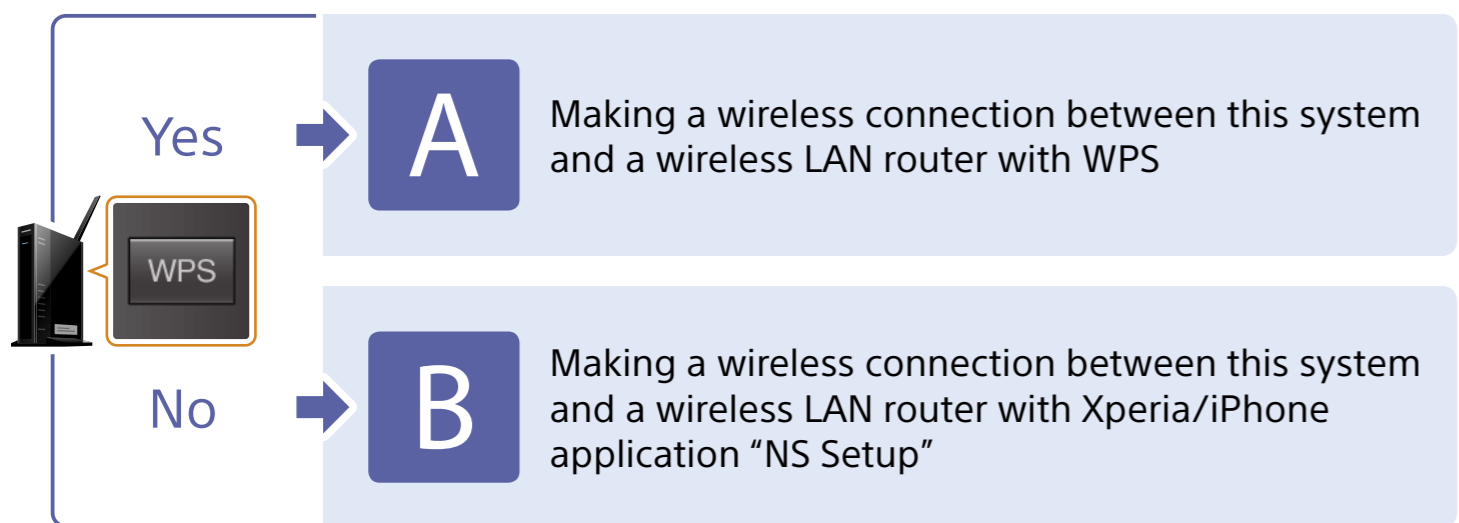 Yes
A
Making a wireless connection between this system
and a wireless LAN router with WPS
WPS
No
B
Making a wireless connection between this system
and a wireless LAN router with Xperia/iPhone
application “NS Setup”